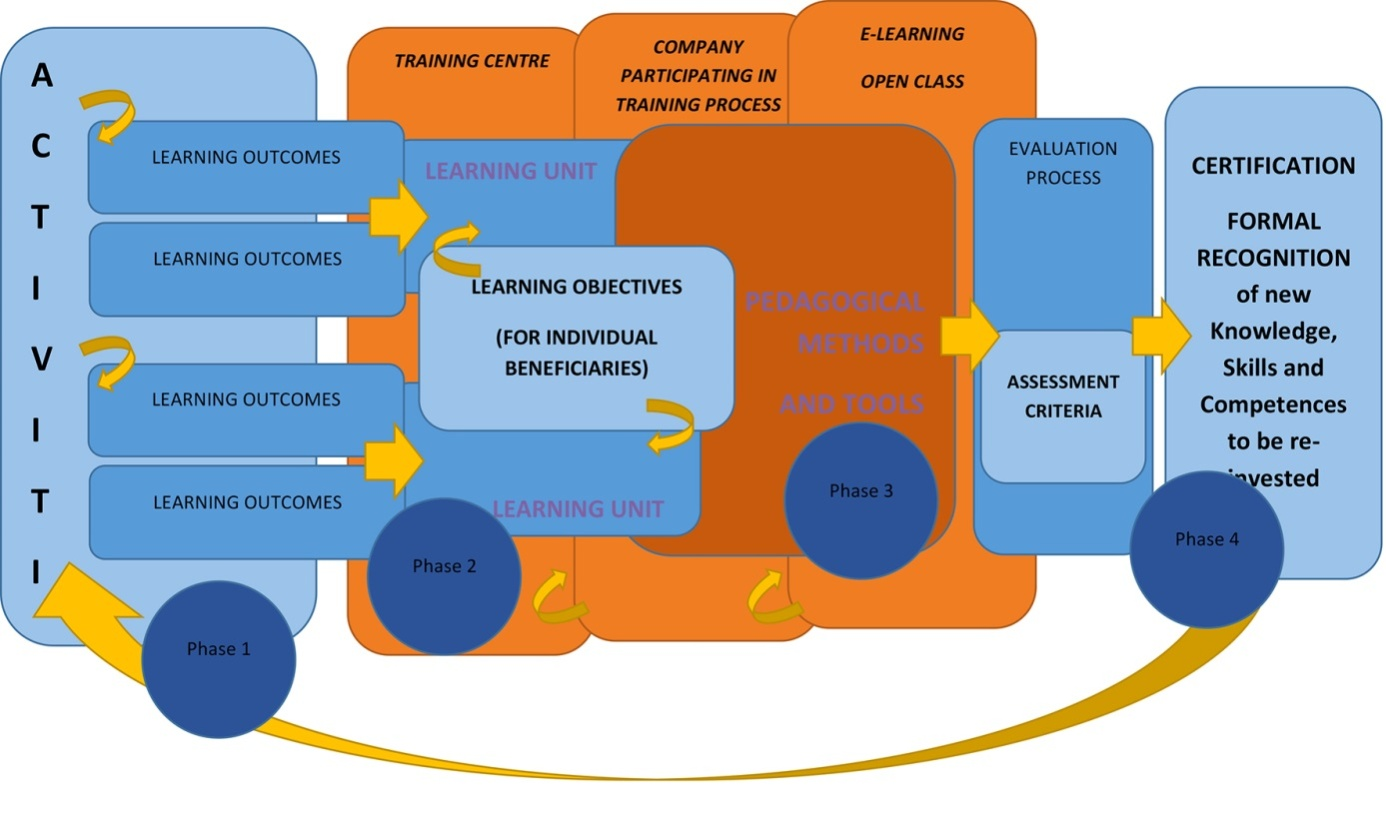 A
C
T
I
V
I
T
I
LEARNING OUTCOMES
LEARNING OUTCOMES
LEARNING OUTCOMES
LEARNING OUTCOMES
Phase 1
TRAINING CENTRE
LEARNING UNIT
LEARNING OBJECTIVES
(FOR INDIVIDUAL
BENEFICIARIES)
LEARNING UNIT
Phase 2
COMPANY
PARTICIPATING IN
TRAINING PROCESS
E-LEARNING
OPEN CLASS
PEDAGOGICAL
METHODS
AND TOOLS
Phase 3
EVALUATION
PROCESS
ASSESSMENT
CRITERIA
CERTIFICATION
FORMAL
RECOGNITION
of new
Knowledge,
Skills and
Competences
to be re-
invested
Phase 4